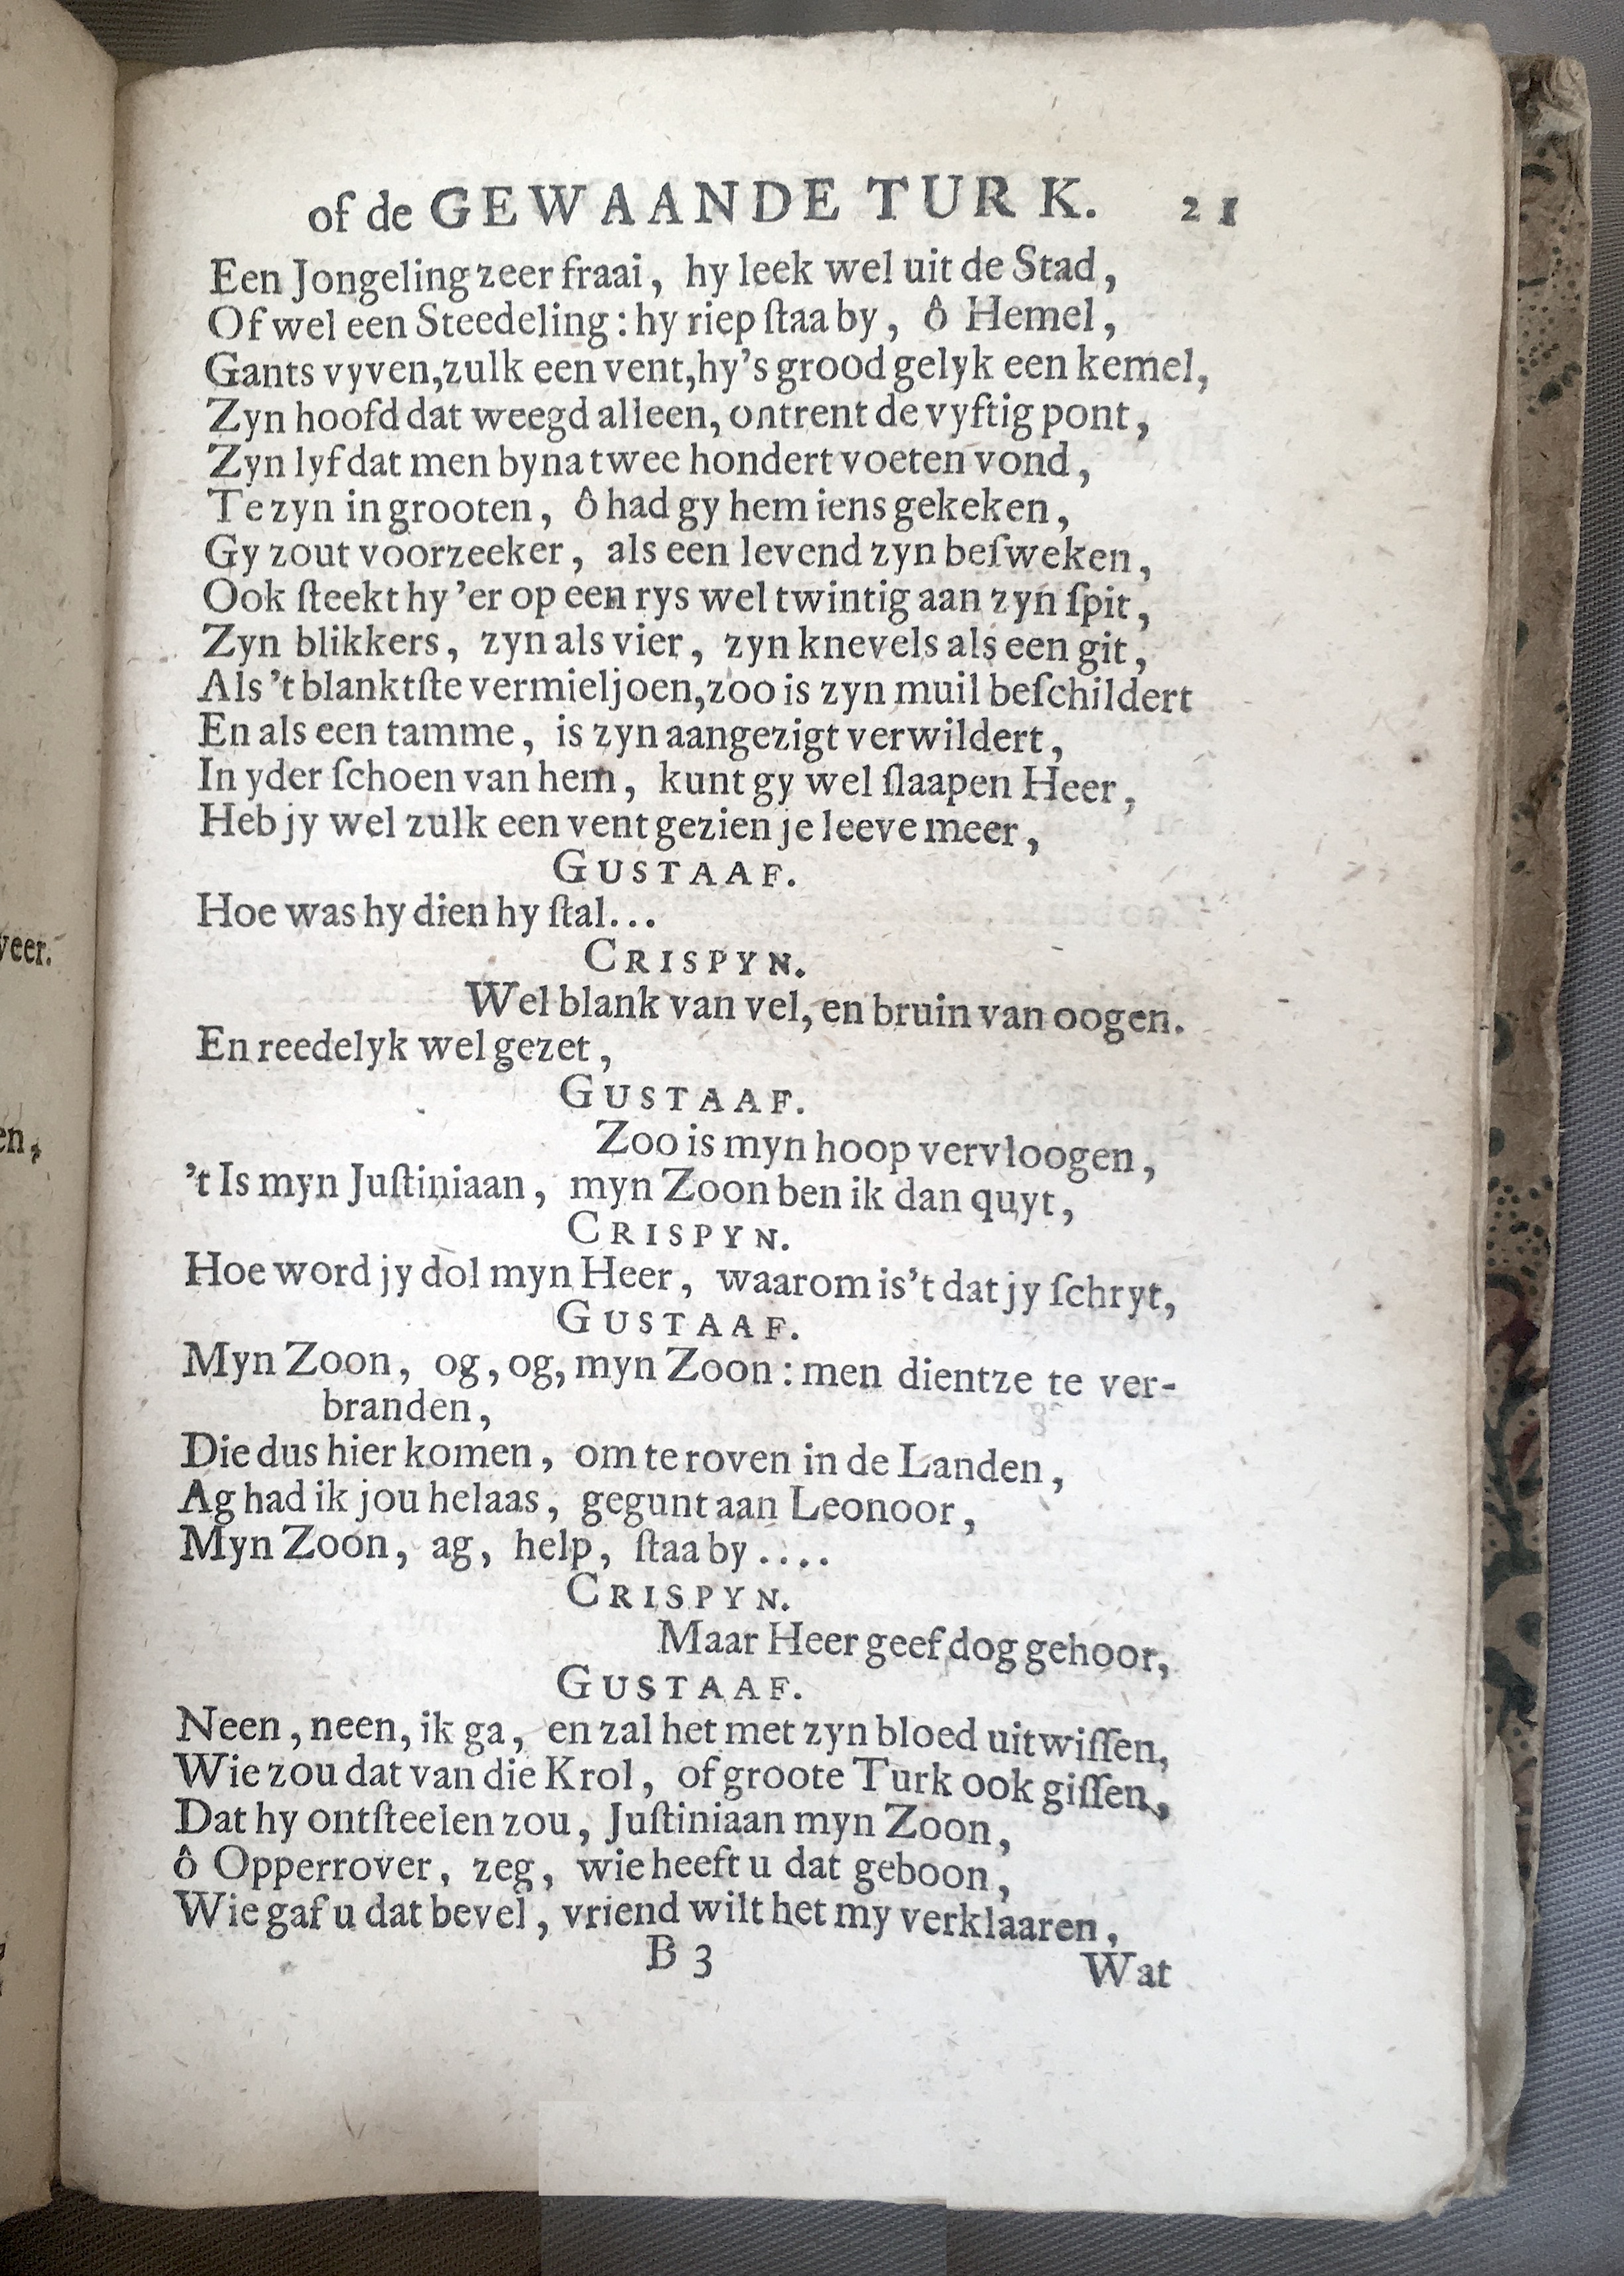 of de GEWAANDE TURK. 21
Een Jongeling zeer fraai, hy leek wel uit de Stad,
Of wel een Steedeling: hy riep ſtaa by, ô Hemel,
Gants vyven, zulk een vent, hy's grood gelyk een kemel,
Zyn hoofd dat weegd alleen, ontrent de vyftig pont,
Zyn lyf dat men byna twee hondert voeten vond,
Te zyn in grooten, ô had gy hem iens gekeken,
Gy zout voorzeeker, als een levend zyn beſweken,
Ook ſteekt hy 'er op een rys wel twintig aan zyn ſpit,
Zyn blikkers, zyn als vier, zyn knevels als een git,
Als 't blanktſte vermieljoen, zoo is zyn muil beſchildert
En als een tamme, is zyn aangezigt verwildert,
In yder ſchoen van hem, kunt gy wel ſlaapen Heer,
Heb jy wel zulk een vent gezien je leeve meer,
GUSTAAF.
Hoe was hy dien hy ſtal...
CRISPYN.
Wel blank van vel, en bruin van oogen.
En reedelyk wel gezet,
GUSTAAF.
Zoo is myn hoop vervloogen,
't Is myn Juſtiniaan, myn Zoon ben ik dan quyt,
CRISPYN.
Hoe word jy dol myn Heer, waarom is't dat jy ſchryt,
GUSTAAF.
Myn Zoon, og, og, myn Zoon: men dientze te ver-
branden,
Die dus hier komen, om te roven in de Landen,
Ag had ik jou helaas, gegunt aan Leonoor,
Myn Zoon, ag, help, ſtaa by....
CRISPYN.
Maar Heer geef dog gehoor,
GUSTAAF.
Neen, neen, ik ga, en zal het met zyn bloed uitwiſſen,
Wie zou dat van die Krol, of groote Turk ook giſſen,
Dat hy ontſteelen zou, Juſtiniaan myn Zoon,
ô Opperrover, zeg, wie heeft u dat geboon,
Wie gaf u dat bevel, vriend wilt het my verklaaren,
B 3 Wat
veer.
en,